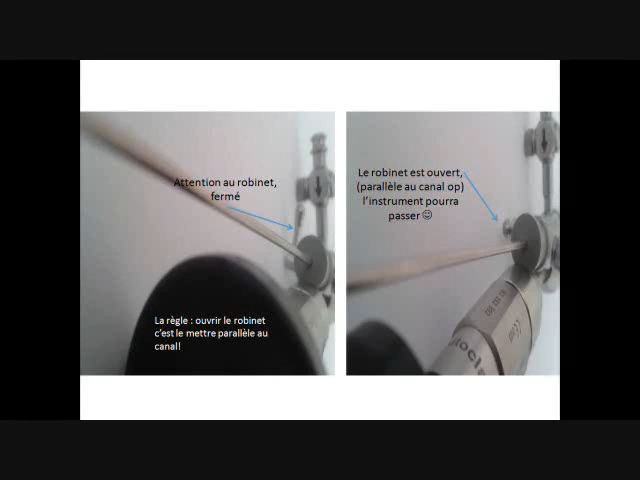 Attention au robinet,
fermé
La règle : ouvrir le robinet
c'est le mettre parallèle au
canal!
Le robinet est ouvert,
(parallèle au canal op)
l'instrument pourra
passer☺